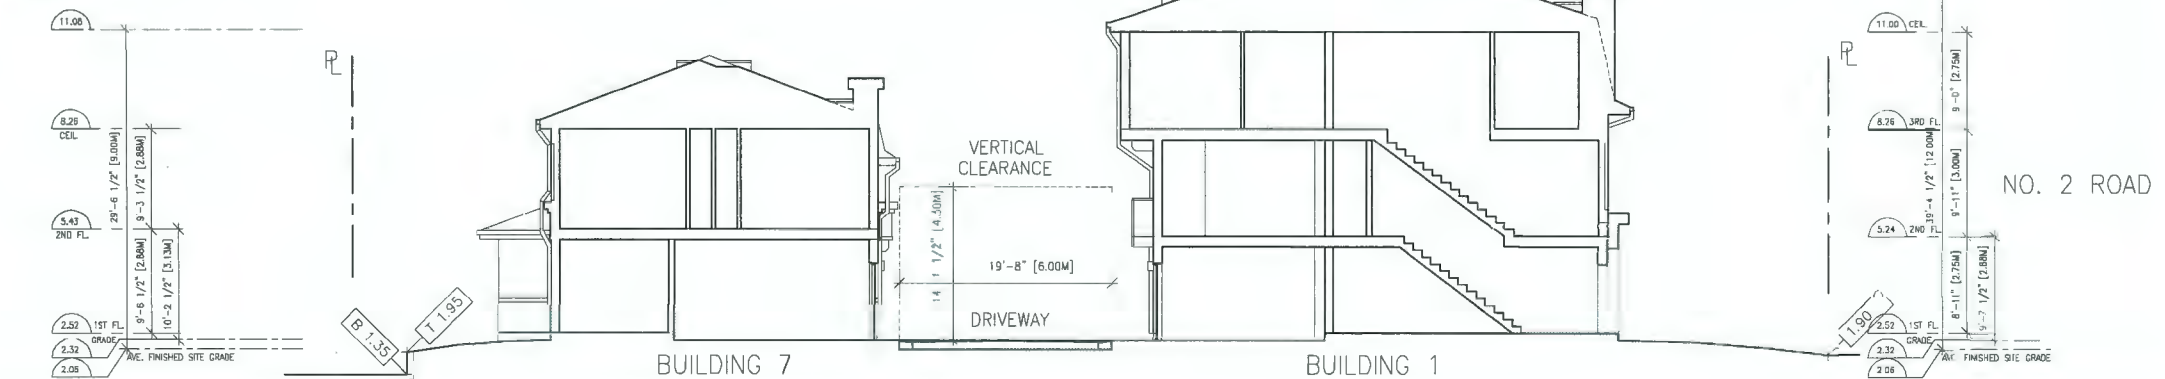 11.08
PL
8.26
CEIL
29'-6 1/2" [9.00M]
9'-3 1/2" [2.88M]
5.43
2ND FL
9'-6 1/2" [2.88M]
10'-2 1/2" [3.13M]
2.52 1ST FL
GRADE
2.32
AVE. FINISHED SITE GRADE
2.06
B 1.35
T 1.95
BUILDING 7
VERTICAL
CLEARANCE
14' 1 1/2" [4.30M]
19'-8" [6.00M]
DRIVEWAY
BUILDING 1
PL
11.00 CEIL
9-0" [2.75M]
8.26 3RD FL
39'-4 1/2" [12.00M]
9'-11" [3.00M]
5.24 2ND FL
8'-11" [2.75M]
9'-7 1/2" [2.88M]
1.90
2.52 1ST FL
GRADE
2.32
FINISHED SITE GRADE
2.06
NO. 2 ROAD